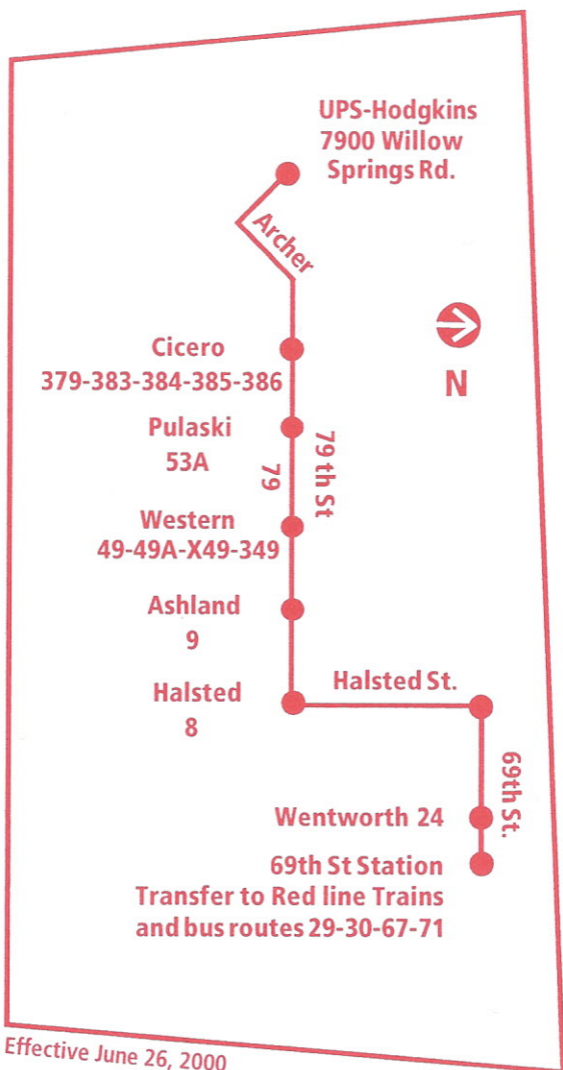 UPS-Hodgkins
7900 Willow
Springs Rd.
Archer
N
Cicero
379-383-384-385-386
Pulaski
53A
79th St
79
Western
49-49A-X49-349
Ashland
9
Halsted
8
Halsted St.
69th St.
Wentworth 24
69th St Station
Transfer to Red line Trains
and bus routes 29-30-67-71
Effective June 26, 2000